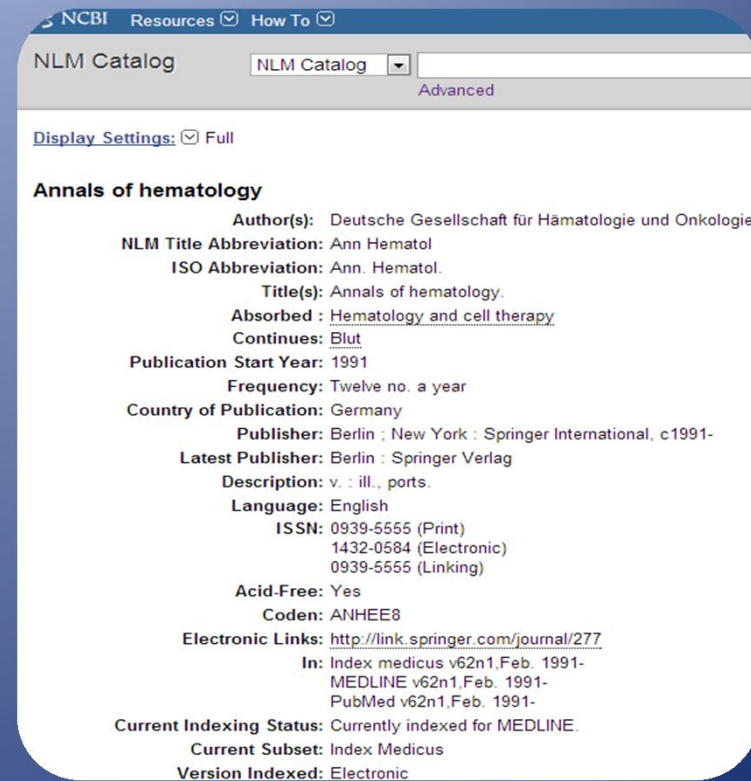 NCBI Resources How To
NLM Catalog NLM Catalog
Advanced
Display Settings: Full
Annals of hematology
Author(s): Deutsche Gesellschaft für Hämatologie und Onkologie
NLM Title Abbreviation: Ann Hematol
ISO Abbreviation: Ann. Hematol.
Title(s): Annals of hematology.
Absorbed : Hematology and cell therapy
Continues: Blut
Publication Start Year: 1991
Frequency: Twelve no. a year
Country of Publication: Germany
Publisher: Berlin ; New York : Springer International, c1991-
Latest Publisher: Berlin : Springer Verlag
Description: v. : ill., ports.
Language: English
ISSN: 0939-5555 (Print)
1432-0584 (Electronic)
0939-5555 (Linking)
Acid-Free: Yes
Coden: ANHEE8
Electronic Links: http://link.springer.com/journal/277
In: Index medicus v62n1,Feb. 1991-
MEDLINE v62n1,Feb. 1991-
PubMed v62n1,Feb. 1991-
Current Indexing Status: Currently indexed for MEDLINE.
Current Subset: Index Medicus
Version Indexed: Electronic